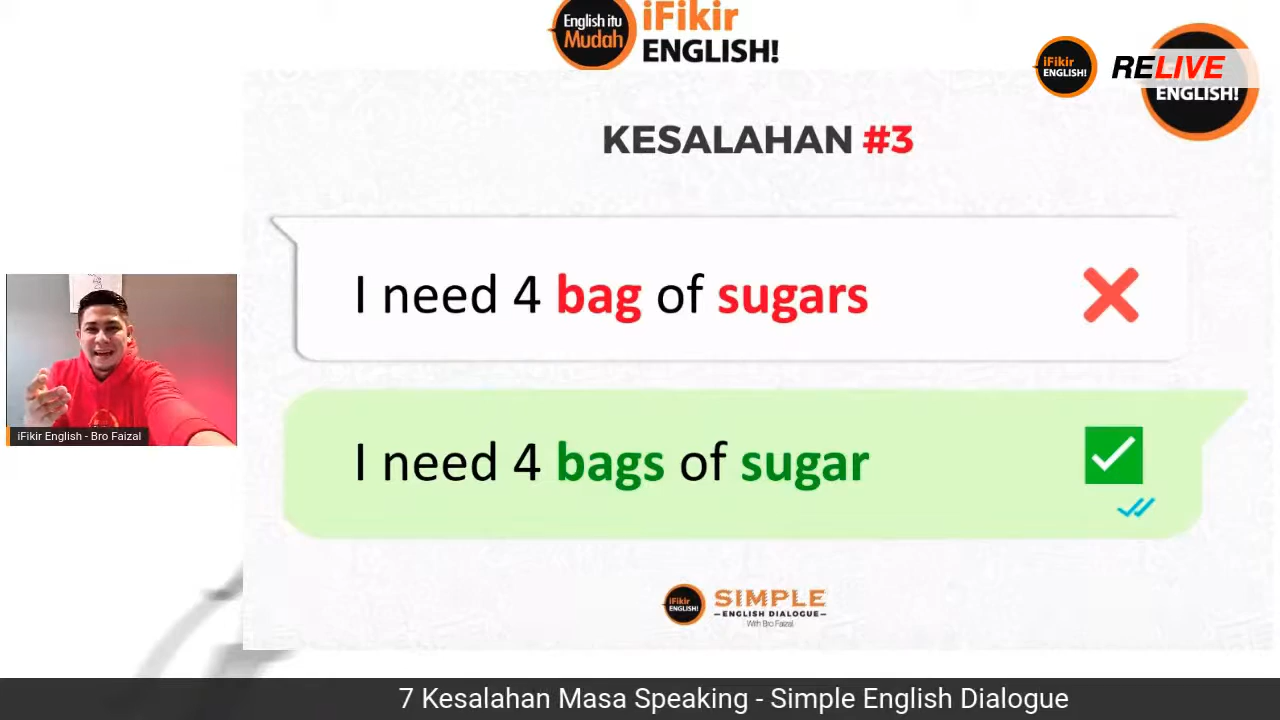 English itu
Mudah
iFikir
ENGLISH!
iFikir
ENGLISH!
RELIVE
ENGLISH!
KESALAHAN #3
I need 4 bag of sugars
I need 4 bags of sugar
iFikir English - Bro Faizal
iFikir
ENGLISH!
SIMPLE
ENGLISH DIALOGUE
With Bro Faizal
7 Kesalahan Masa Speaking - Simple English Dialogue